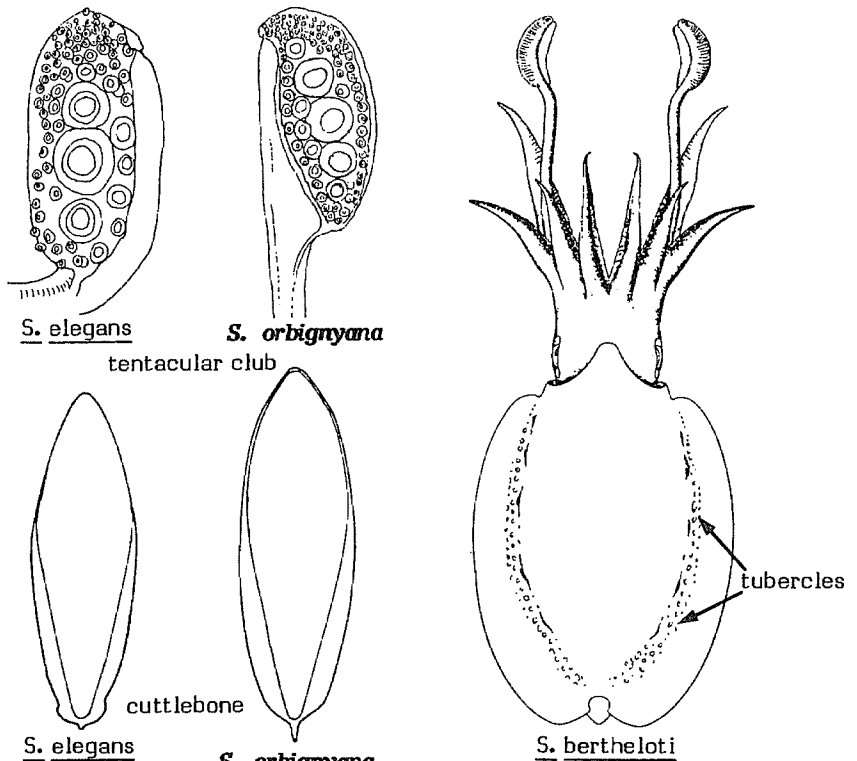 S. elegans
S. orbignyana
tentacular club
tubercles
cuttlebone
S. elegans
S. orbignyana
S. bertheloti